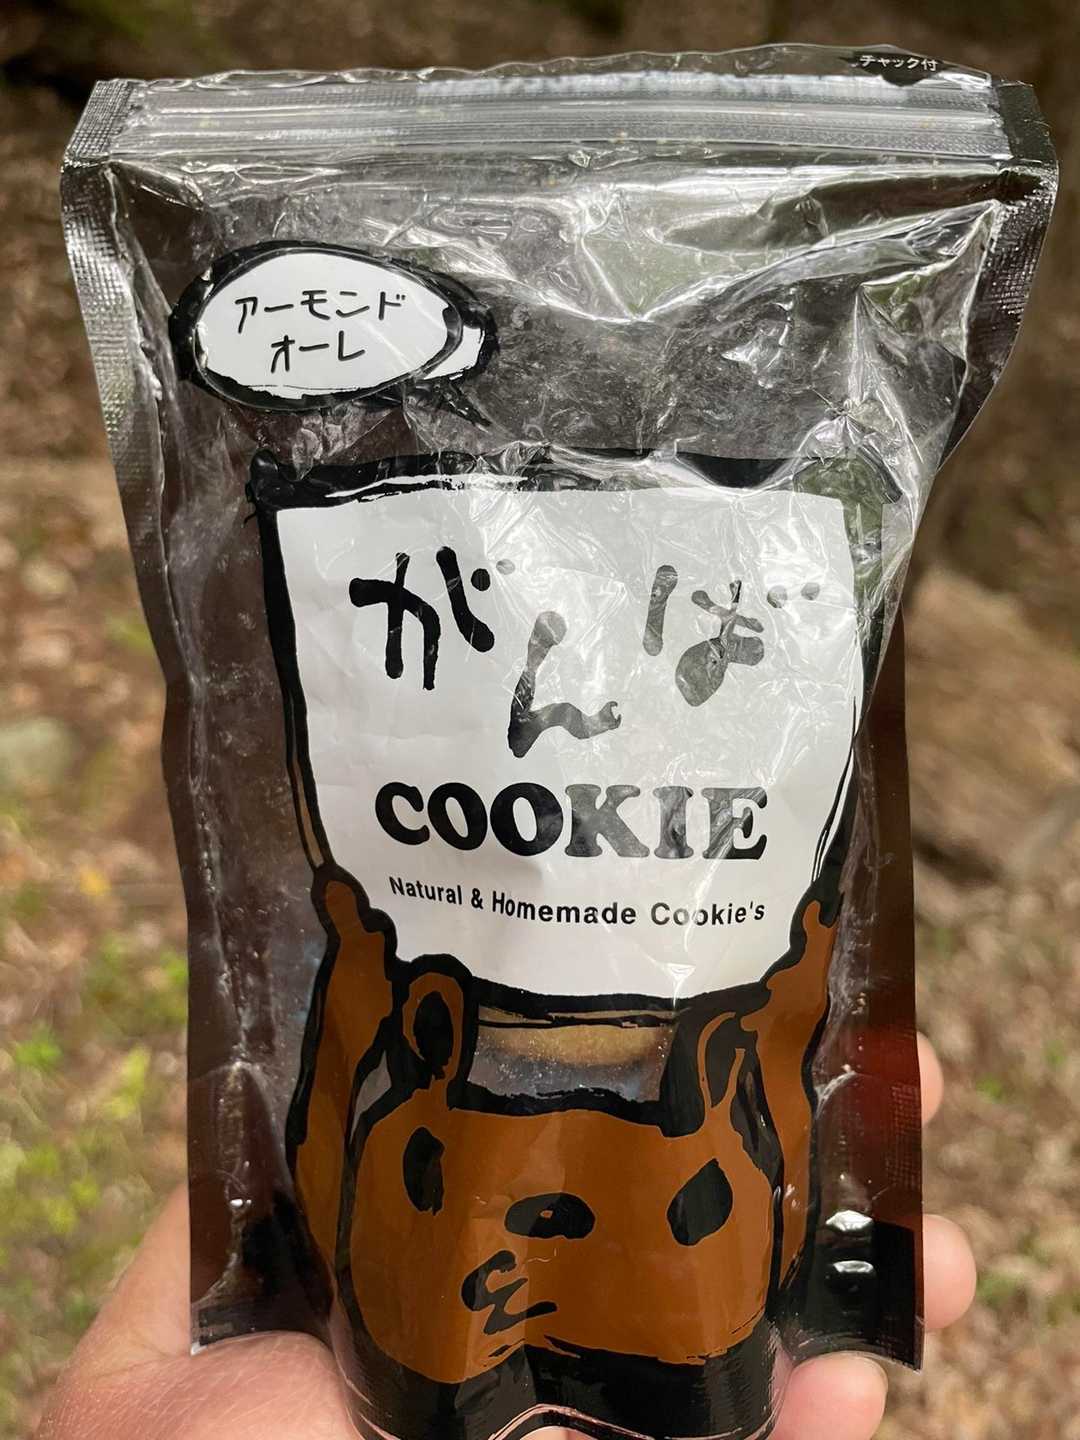 チャック付
アーモンド
オーレ
がんば
COOKIE
Natural & Homemade Cookie's